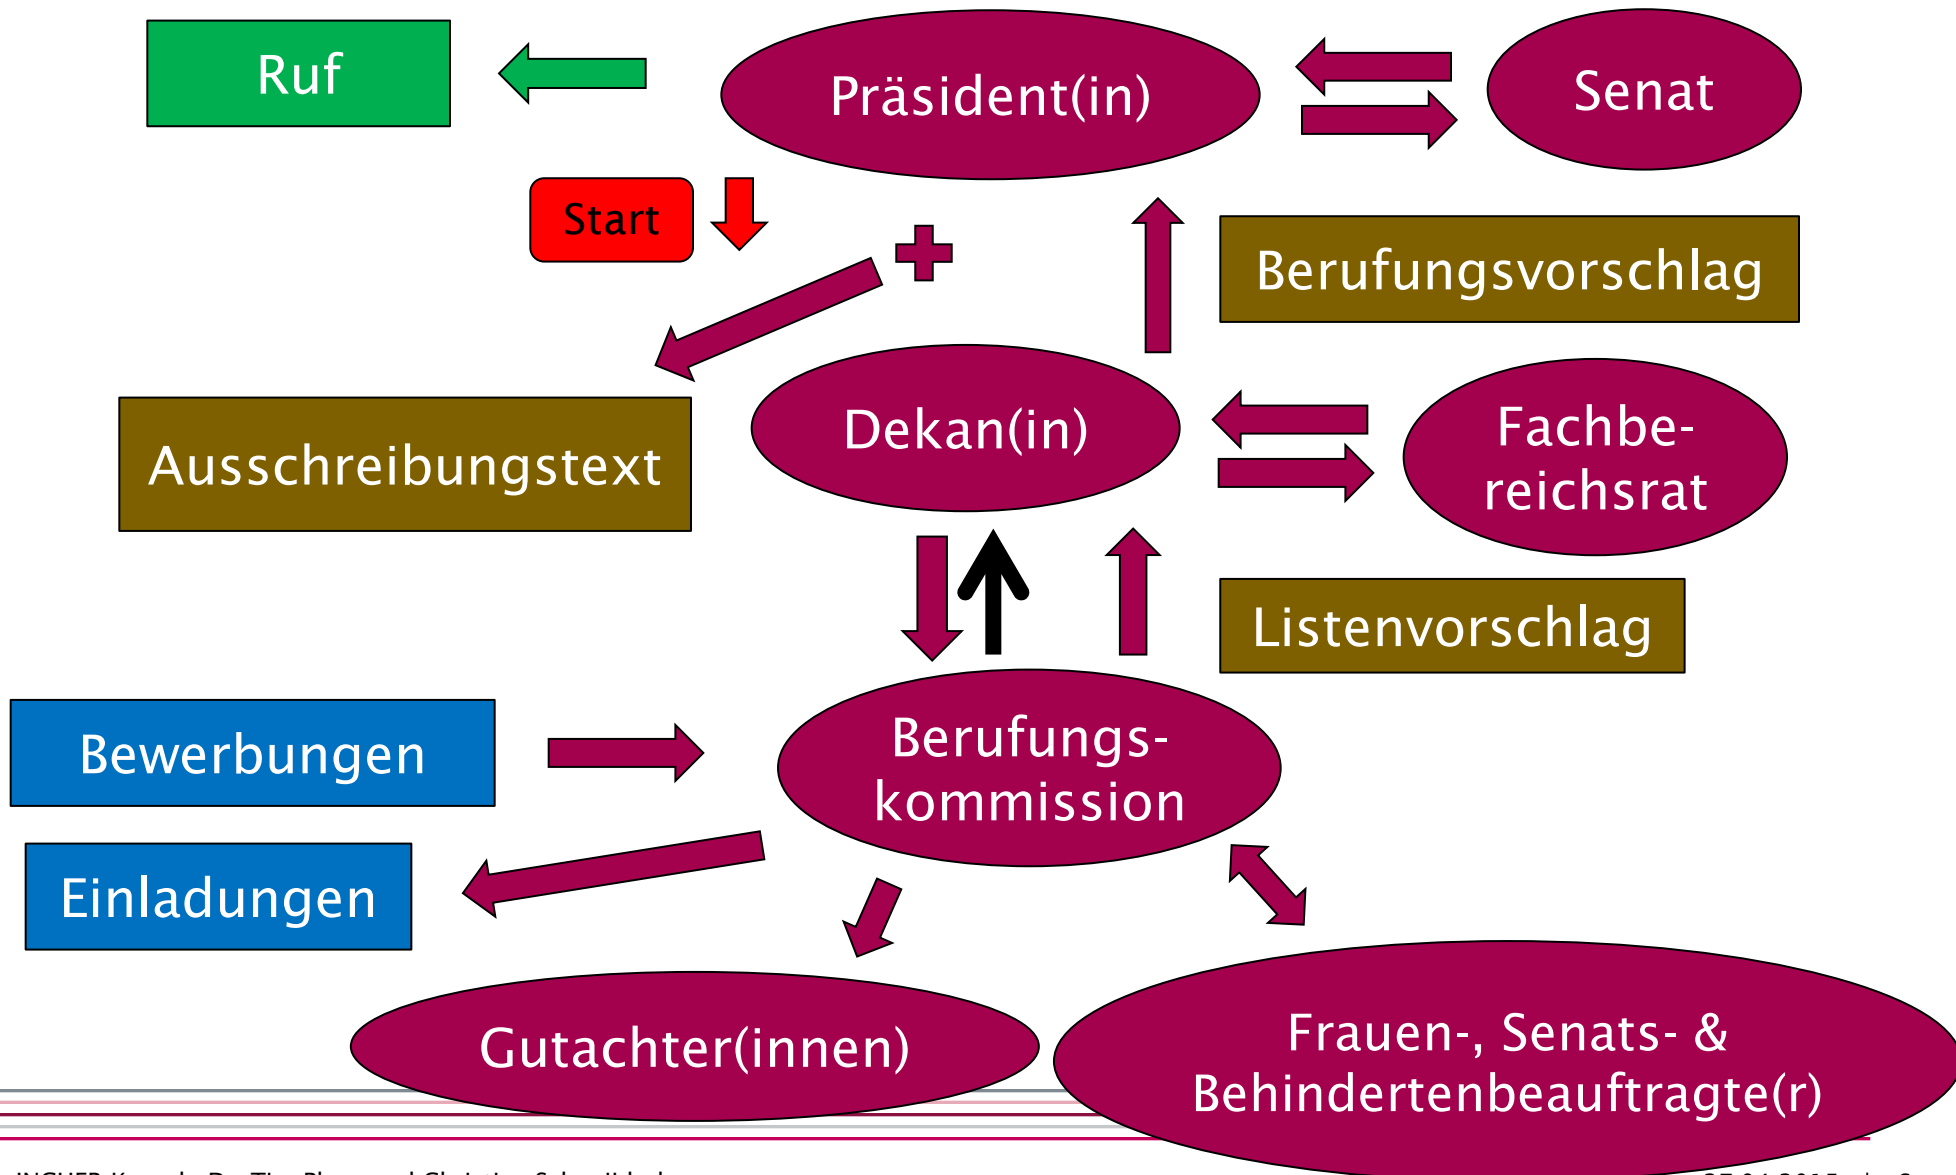 Ruf
Präsident(in)
Senat
Start
Berufungsvorschlag
Ausschreibungstext
Dekan(in)
Fachbe-
reichsrat
Listenvorschlag
Bewerbungen
Berufungs-
kommission
Einladungen
Gutachter(innen)
Frauen-, Senats- &
Behindertenbeauftragte(r)